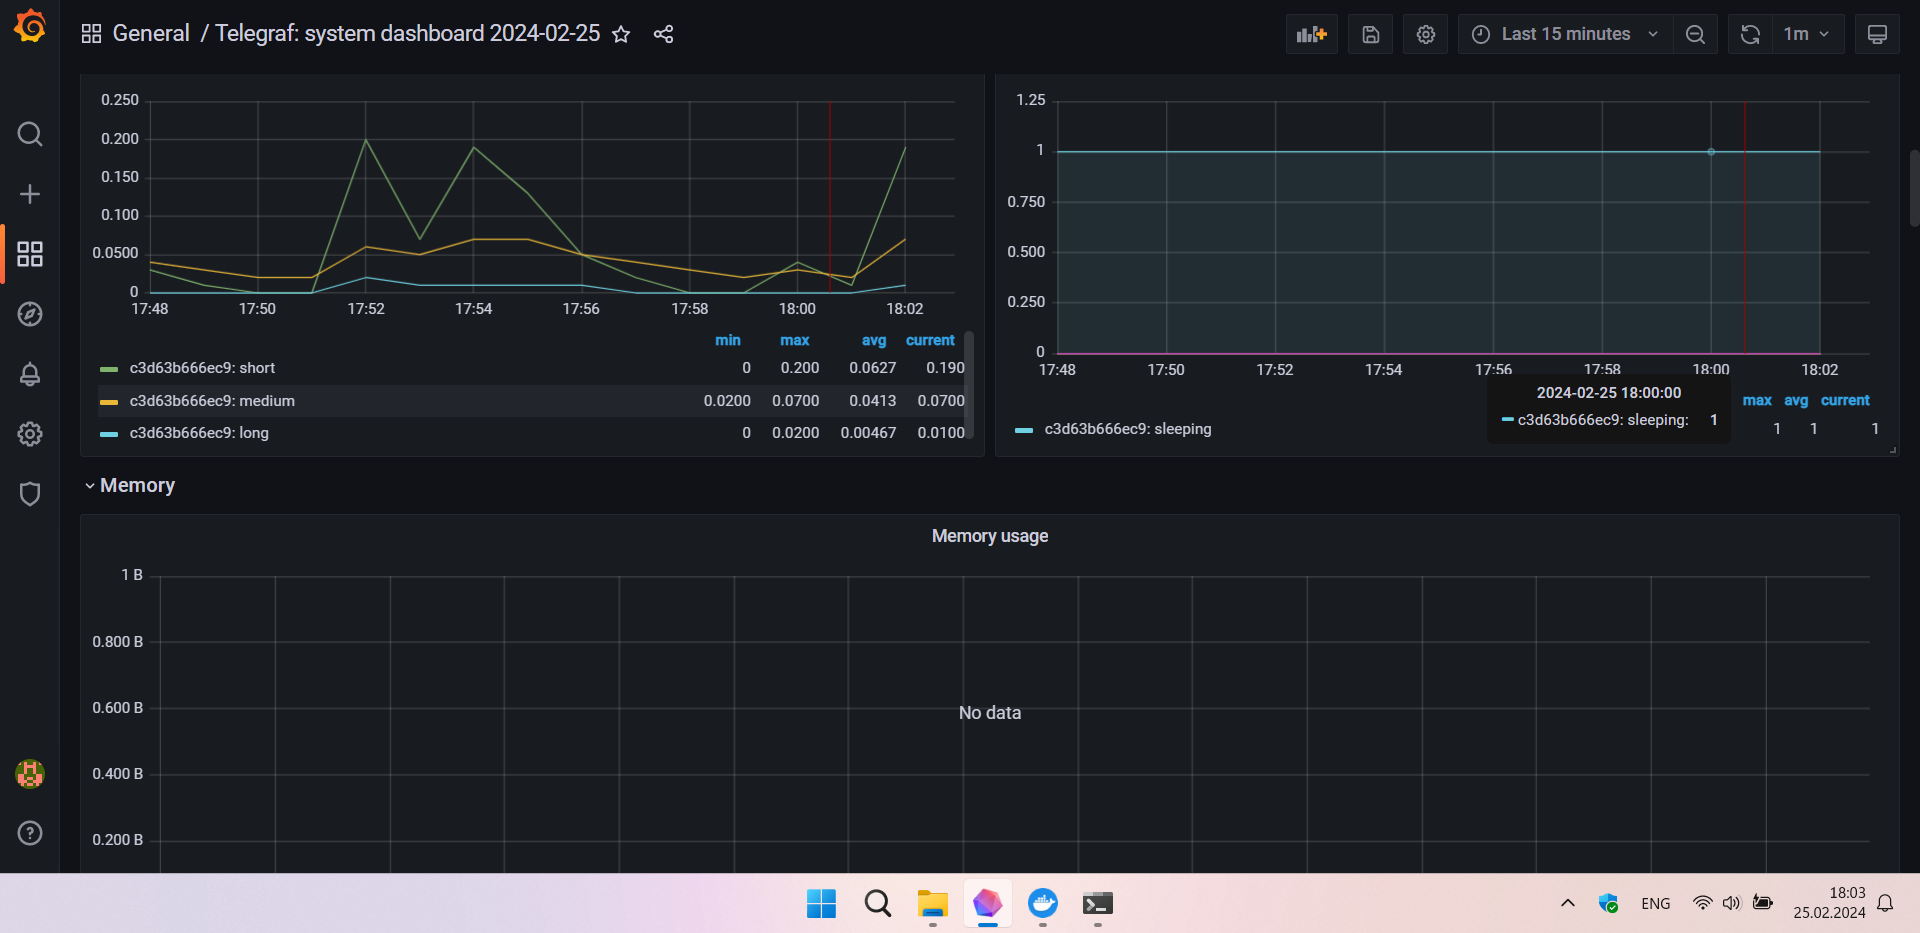 General / Telegraf: system dashboard 2024-02-25
Last 15 minutes
1m
0.250
0.200
0.150
0.100
0.0500
0
17:48 17:50 17:52 17:54 17:56 17:58 18:00 18:02
min max avg current
c3d63b666ec9: short 0 0.200 0.0627 0.190
c3d63b666ec9: medium 0.0200 0.0700 0.0413 0.0700
c3d63b666ec9: long 0 0.0200 0.00467 0.0100
1.25
1
0.750
0.500
0.250
0
17:48 17:50 17:52 17:54 17:56 17:58 18:00 18:02
max avg current
c3d63b666ec9: sleeping 1 1 1
2024-02-25 18:00:00
c3d63b666ec9: sleeping: 1
Memory
Memory usage
1 B
0.800 B
0.600 B
0.400 B
0.200 B
No data
ENG
18:03
25.02.2024